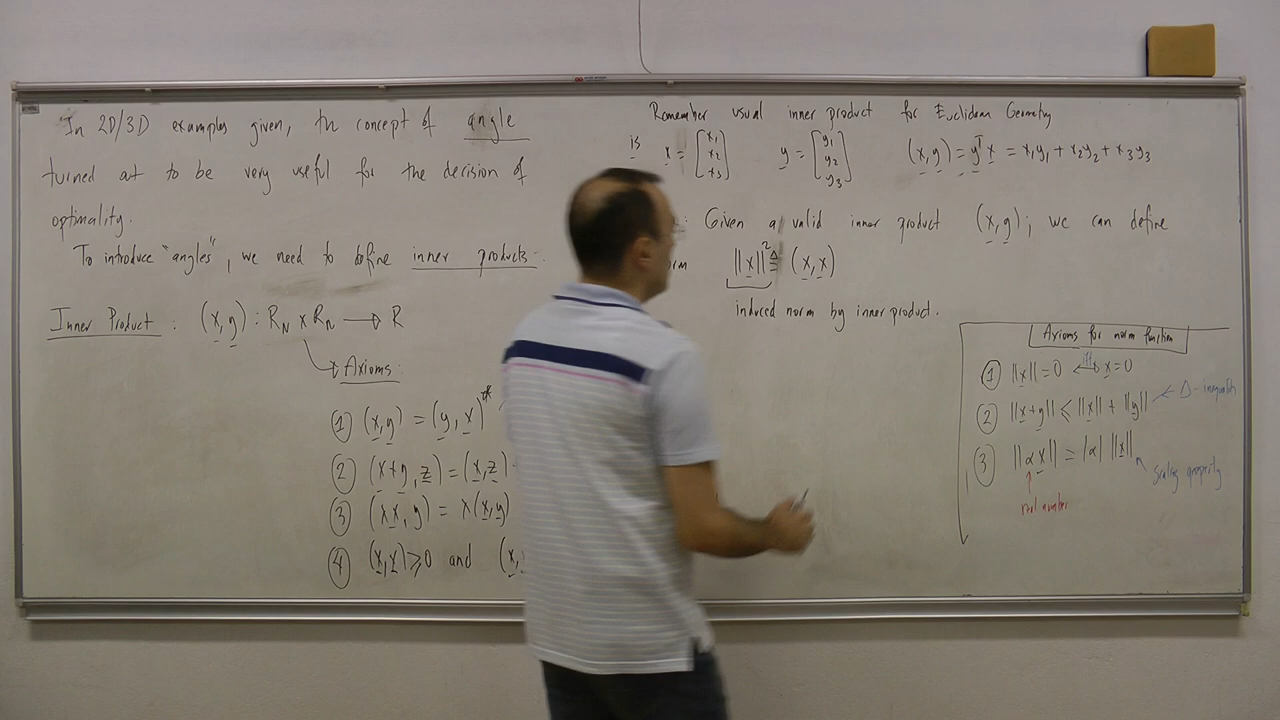 In 2D/3D examples given, the concept of angle
turned out to be very useful for the decision of
optimality.
To introduce "angles", we need to define inner products.
Inner Product : (x,y) : R_N x R_N → R
Axioms:
① (x,y) = (y,x)*
② (x+y,z) = (x,z)
③ (αx,y) = α(x,y)
④ (x,x) ≥ 0 and (x,
Remember usual inner product for Euclidean Geometry
is x = [x1 x2 x3] y = [y1 y2 y3] (x,y) = y^T x = x1y1 + x2y2 + x3y3
: Given a valid inner product (x,y); we can define
||x||² ≜ (x,x)
induced norm by inner product.
Axioms for norm function
① ||x|| = 0 iff ↔ x = 0
② ||x+y|| ≤ ||x|| + ||y|| ← Δ-inequality
③ ||αx|| = |α| ||x||
scaling property
real number